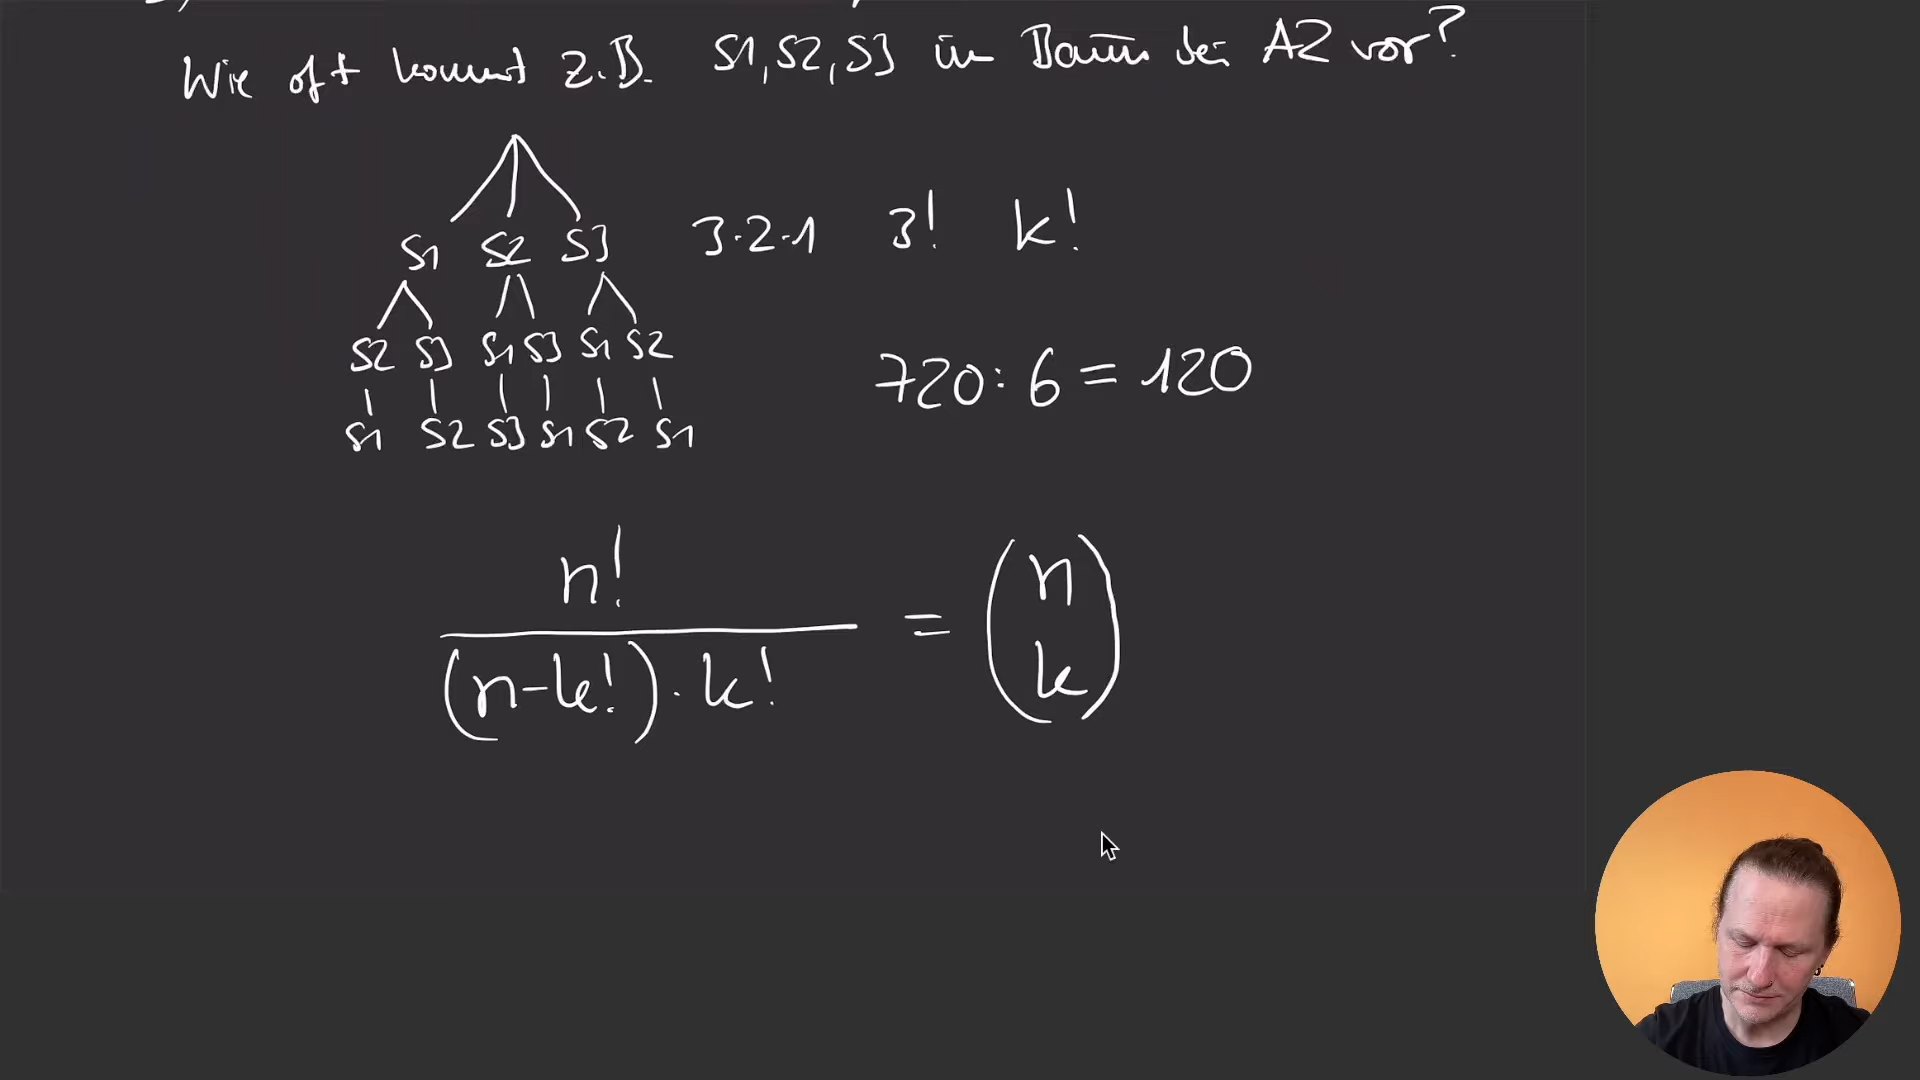 Wie oft kommt z.B. S1, S2, S3 im Baum bei AZ vor?
S1 S2 S3 3·2·1 3! k!
S2 S3 S1 S3 S1 S2
720 : 6 = 120
S1 S2 S3 S1 S2 S1
n!
(n-k!) · k!
=
n
k